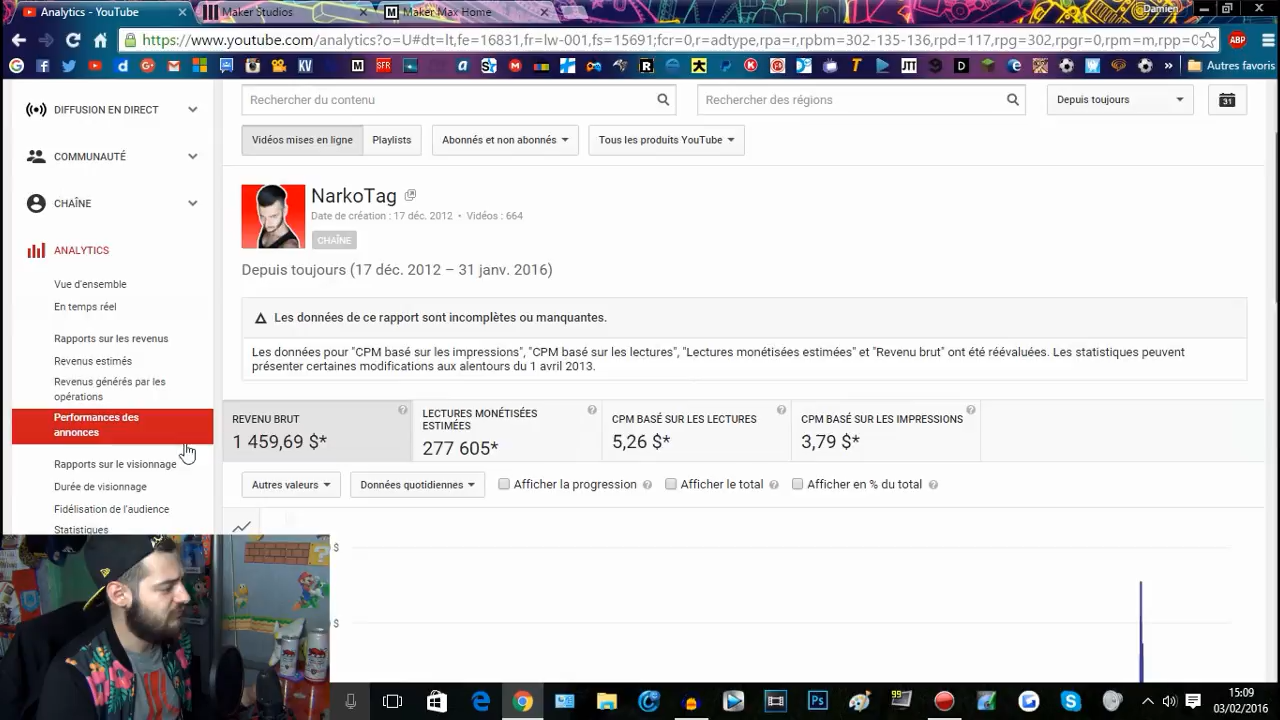 Analytics - YouTube
Maker Studios
Maker Max Home
Damien
https://www.youtube.com/analytics?o=U#dt=lt,fe=16831,fr=lw-001,fs=15691;fcr=0,r=adtype,rpa=r,rpbm=302-135-136,rpd=117,rpg=302,rpgr=0,rpm=m,rpp=0
ABP
Autres favoris
DIFFUSION EN DIRECT
COMMUNAUTÉ
CHAÎNE
ANALYTICS
Vue d'ensemble
En temps réel
Rapports sur les revenus
Revenus estimés
Revenus générés par les
opérations
Performances des
annonces
Rapports sur le visionnage
Durée de visionnage
Fidélisation de l'audience
Statistiques
Rechercher du contenu
Rechercher des régions
Depuis toujours
31
Vidéos mises en ligne
Playlists
Abonnés et non abonnés
Tous les produits YouTube
NarkoTag
Date de création : 17 déc. 2012 • Vidéos : 664
CHAÎNE
Depuis toujours (17 déc. 2012 – 31 janv. 2016)
Les données de ce rapport sont incomplètes ou manquantes.
Les données pour "CPM basé sur les impressions", "CPM basé sur les lectures", "Lectures monétisées estimées" et "Revenu brut" ont été réévaluées. Les statistiques peuvent
présenter certaines modifications aux alentours du 1 avril 2013.
REVENU BRUT
1 459,69 $*
LECTURES MONÉTISÉES
ESTIMÉES
277 605*
CPM BASÉ SUR LES LECTURES
5,26 $*
CPM BASÉ SUR LES IMPRESSIONS
3,79 $*
Autres valeurs
Données quotidiennes
Afficher la progression
Afficher le total
Afficher en % du total
$
$
15:09
03/02/2016